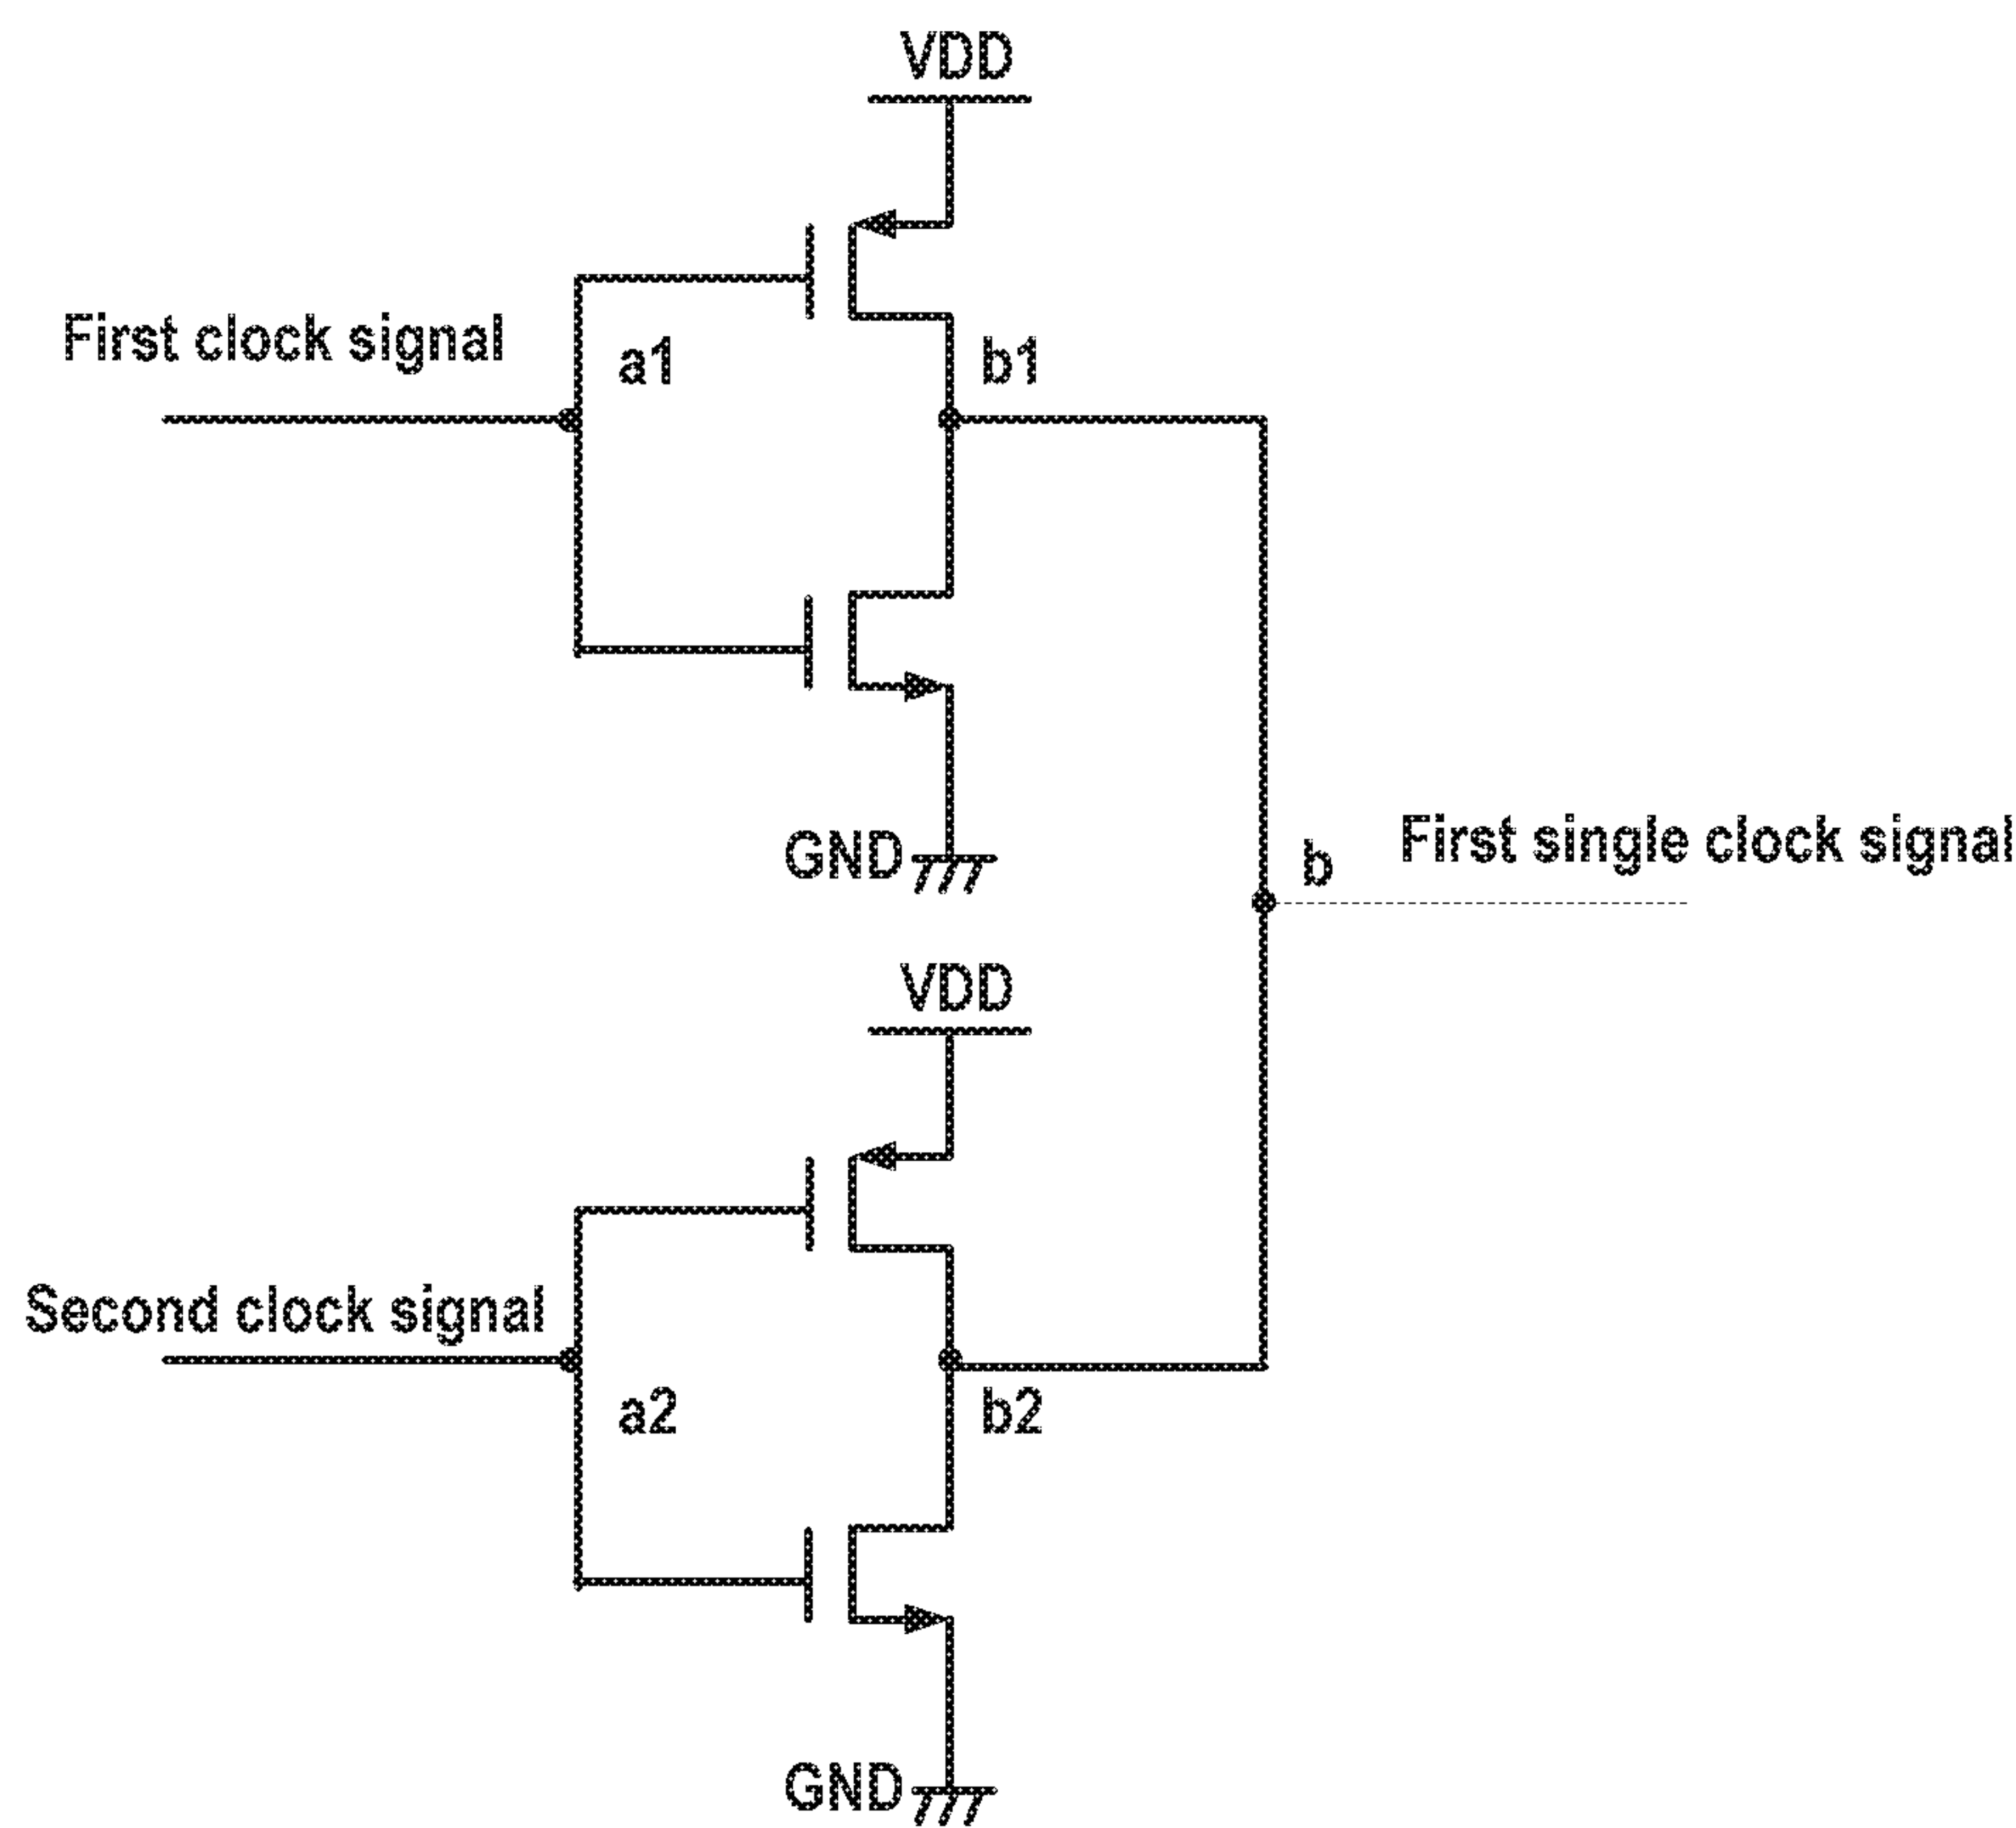 VDD
First clock signal
a1
b1
GND
b
First single clock signal
VDD
Second clock signal
a2
b2
GND